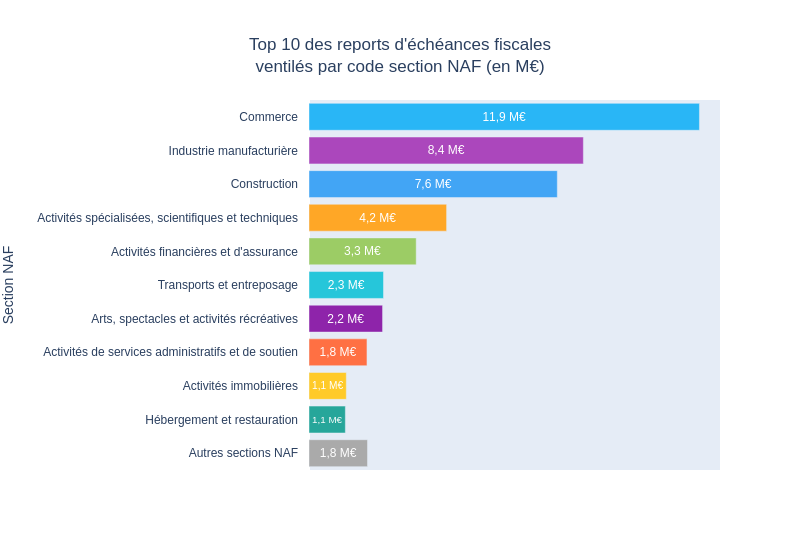 Top 10 des reports d'échéances fiscales
ventilés par code section NAF (en M€)
Section NAF
Commerce 11,9 M€
Industrie manufacturière 8,4 M€
Construction 7,6 M€
Activités spécialisées, scientifiques et techniques 4,2 M€
Activités financières et d'assurance 3,3 M€
Transports et entreposage 2,3 M€
Arts, spectacles et activités récréatives 2,2 M€
Activités de services administratifs et de soutien 1,8 M€
Activités immobilières 1,1 M€
Hébergement et restauration 1,1 M€
Autres sections NAF 1,8 M€